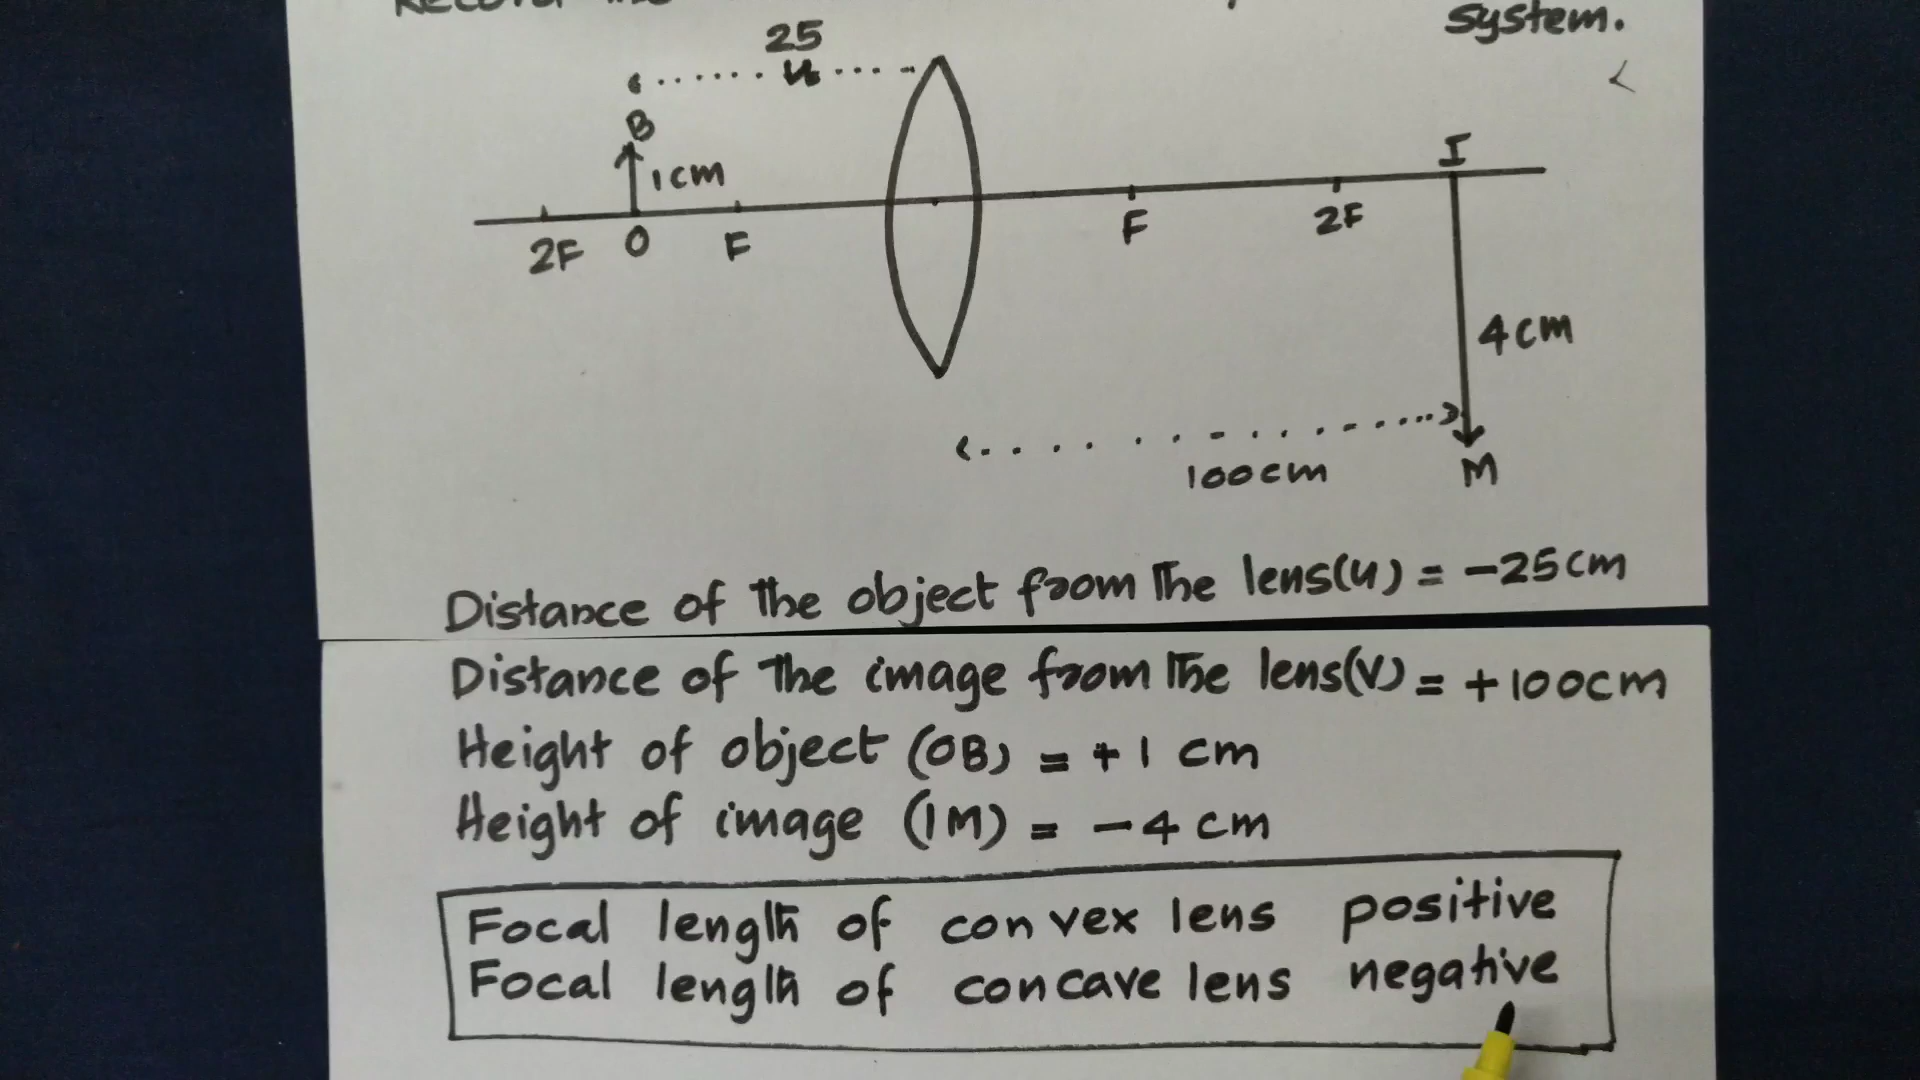 system.
25
u
B
1cm
I
2F O F
F
2F
4cm
100cm
M
Distance of the object from the lens(u) = -25cm
Distance of the image from the lens(v) = +100cm
Height of object (OB) = +1 cm
Height of image (IM) = -4 cm
Focal length of convex lens positive
Focal length of concave lens negative